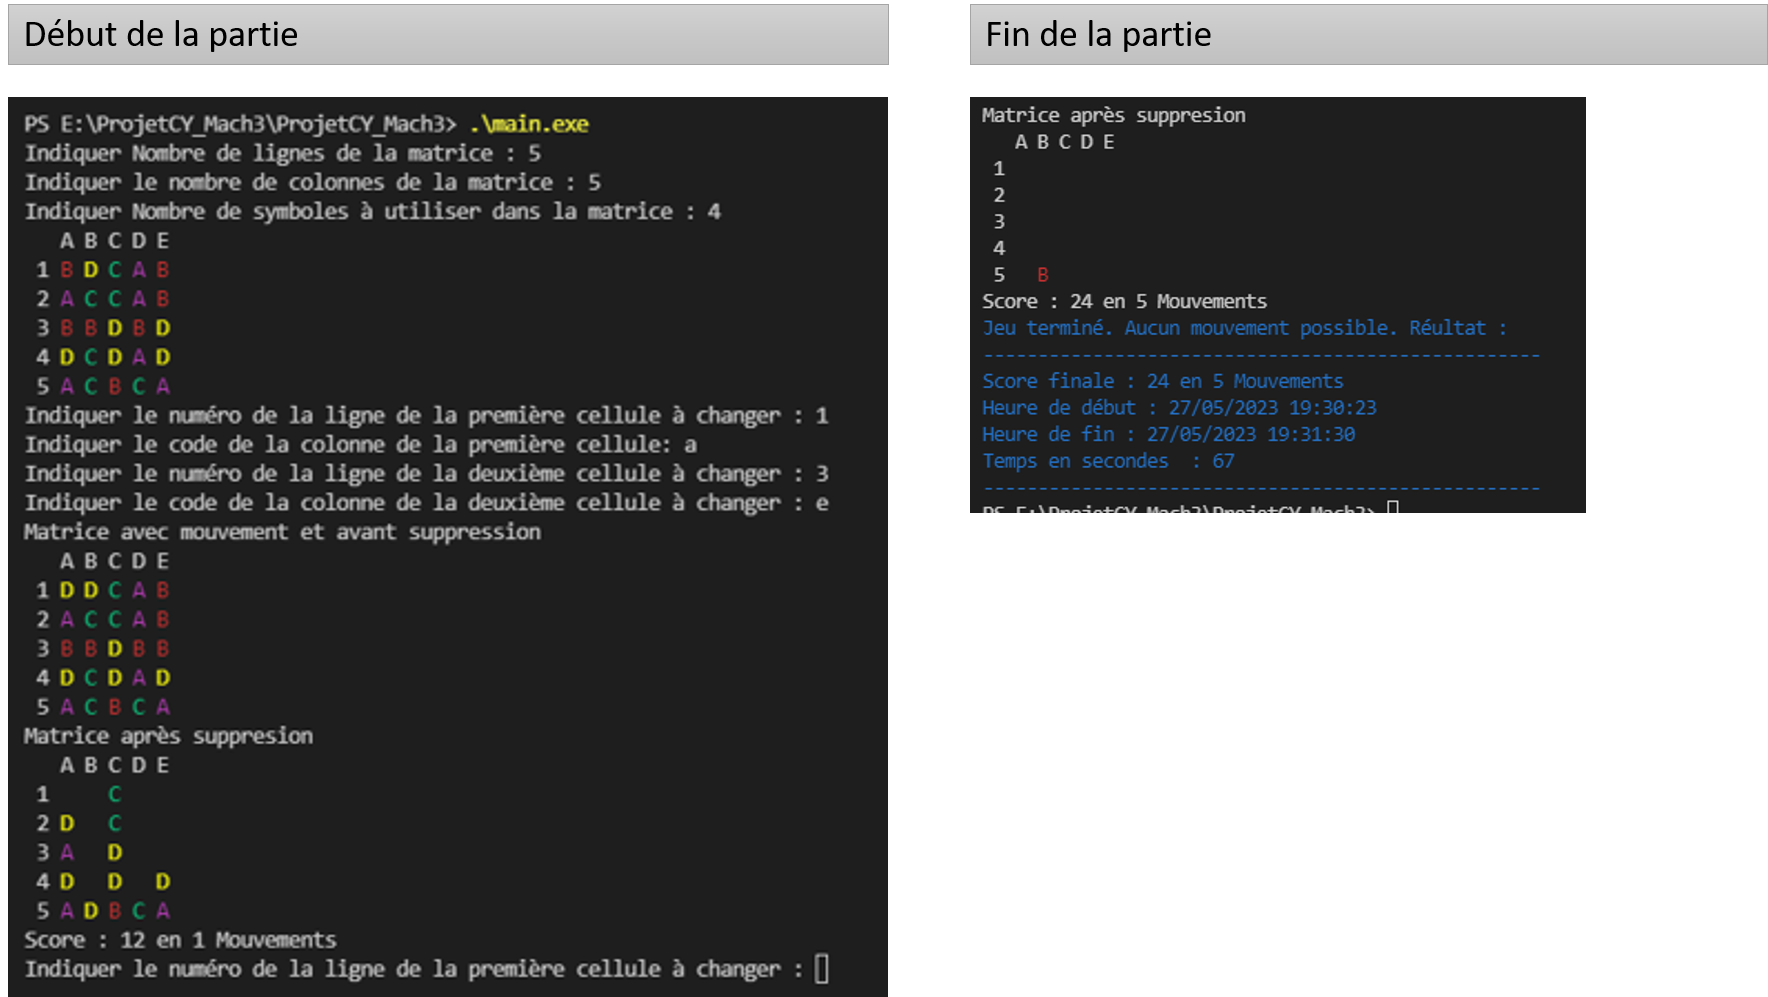 Début de la partie
PS E:\ProjetCY_Mach3\ProjetCY_Mach3> .\main.exe
Indiquer Nombre de lignes de la matrice : 5
Indiquer le nombre de colonnes de la matrice : 5
Indiquer Nombre de symboles à utiliser dans la matrice : 4
A B C D E
1 B D C A B
2 A C C A B
3 B B D B D
4 D C D A D
5 A C B C A
Indiquer le numéro de la ligne de la première cellule à changer : 1
Indiquer le code de la colonne de la première cellule: a
Indiquer le numéro de la ligne de la deuxième cellule à changer : 3
Indiquer le code de la colonne de la deuxième cellule à changer : e
Matrice avec mouvement et avant suppression
A B C D E
1 D D C A B
2 A C C A B
3 B B D B B
4 D C D A D
5 A C B C A
Matrice après suppresion
A B C D E
1     C
2 D   C
3 A   D
4 D   D   D
5 A D B C A
Score : 12 en 1 Mouvements
Indiquer le numéro de la ligne de la première cellule à changer :
Fin de la partie
Matrice après suppresion
A B C D E
1
2
3
4
5   B
Score : 24 en 5 Mouvements
Jeu terminé. Aucun mouvement possible. Réultat :
---------------------------------------------------
Score finale : 24 en 5 Mouvements
Heure de début : 27/05/2023 19:30:23
Heure de fin : 27/05/2023 19:31:30
Temps en secondes  : 67
---------------------------------------------------
PS E:\ProjetCY_Mach3\ProjetCY_Mach3>